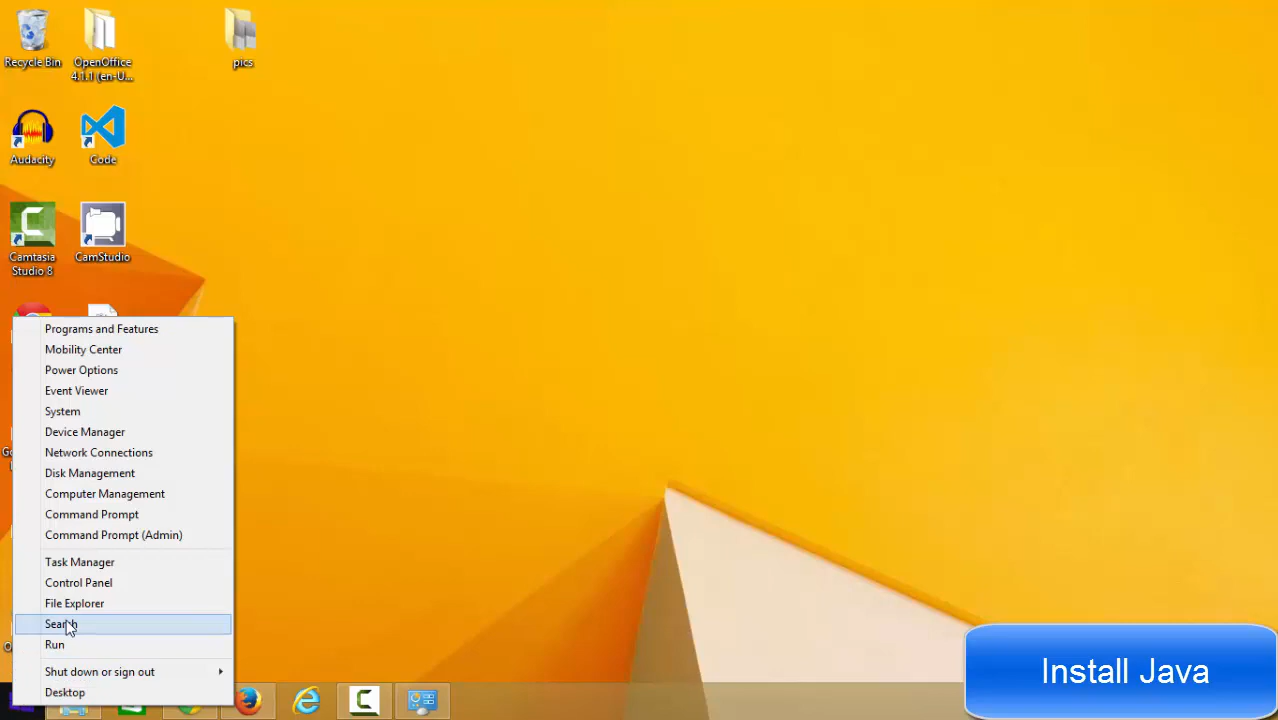 Recycle Bin
OpenOffice
4.1.1 (en-U...
pics
Audacity
Code
Camtasia
Studio 8
CamStudio
Programs and Features
Mobility Center
Power Options
Event Viewer
System
Device Manager
Network Connections
Disk Management
Computer Management
Command Prompt
Command Prompt (Admin)
Task Manager
Control Panel
File Explorer
Search
Run
Shut down or sign out
Desktop
Install Java